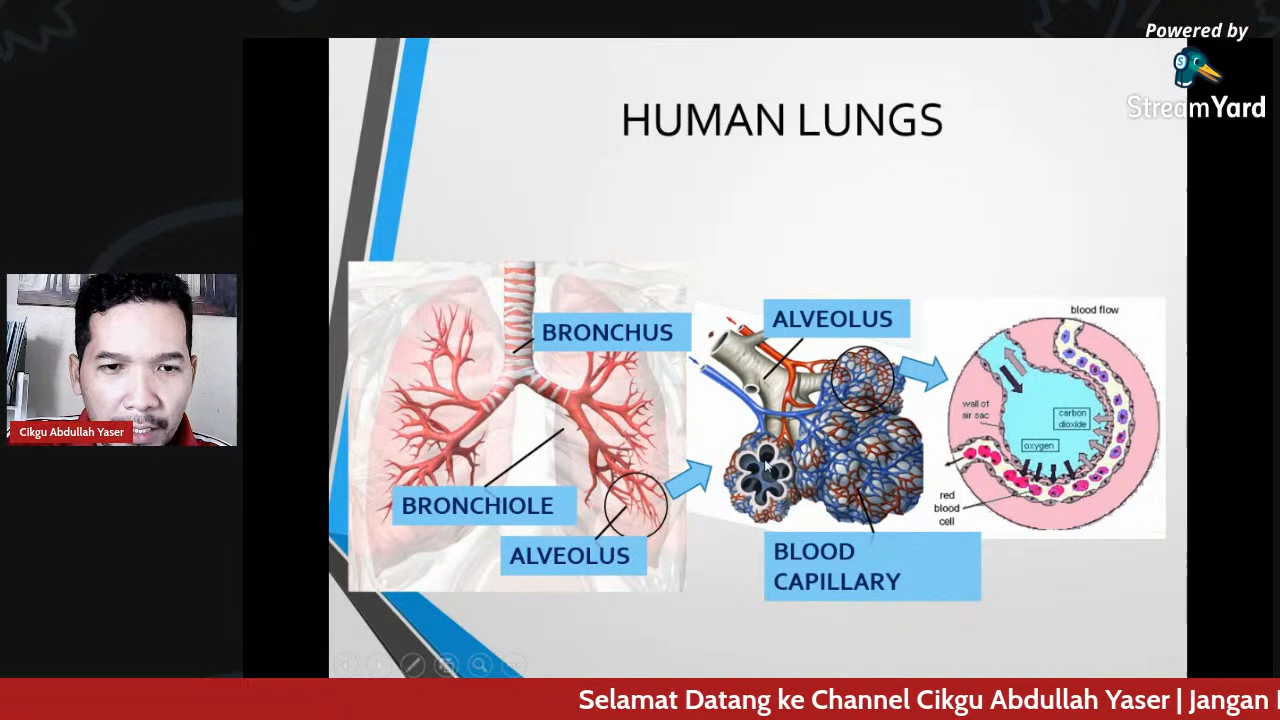 Powered by
StreamYard
HUMAN LUNGS
BRONCHUS
BRONCHIOLE
ALVEOLUS
ALVEOLUS
BLOOD
CAPILLARY
blood flow
wall of
air sac
carbon
dioxide
oxygen
red
blood
cell
Cikgu Abdullah Yaser
Selamat Datang ke Channel Cikgu Abdullah Yaser | Jangan